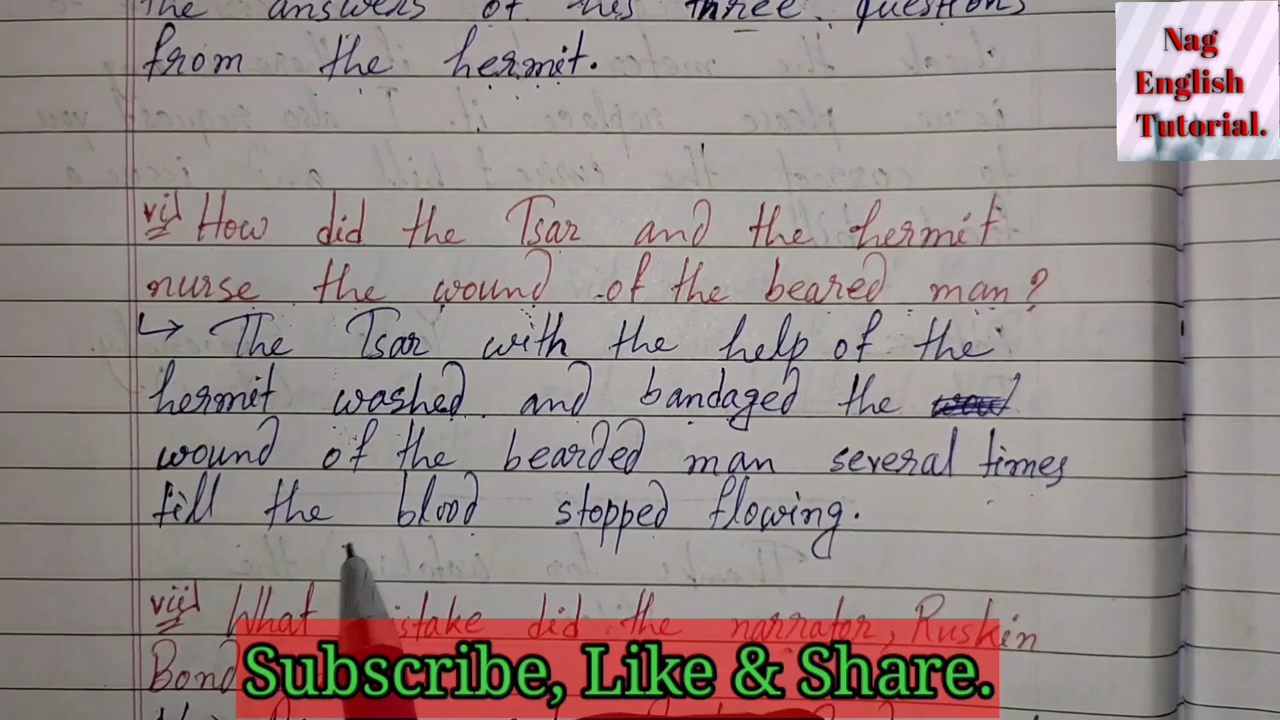 the answers of his three questions
from the hermit.
Nag
English
Tutorial.
vii) How did the Tsar and the hermit
nurse the wound of the beared man?
↳ The Tsar with the help of the
hermit washed and bandaged the
wound of the bearded man several times
till the blood stopped flowing.
viii) What istake did the narrator, Ruskin
Bond
Subscribe, Like & Share.